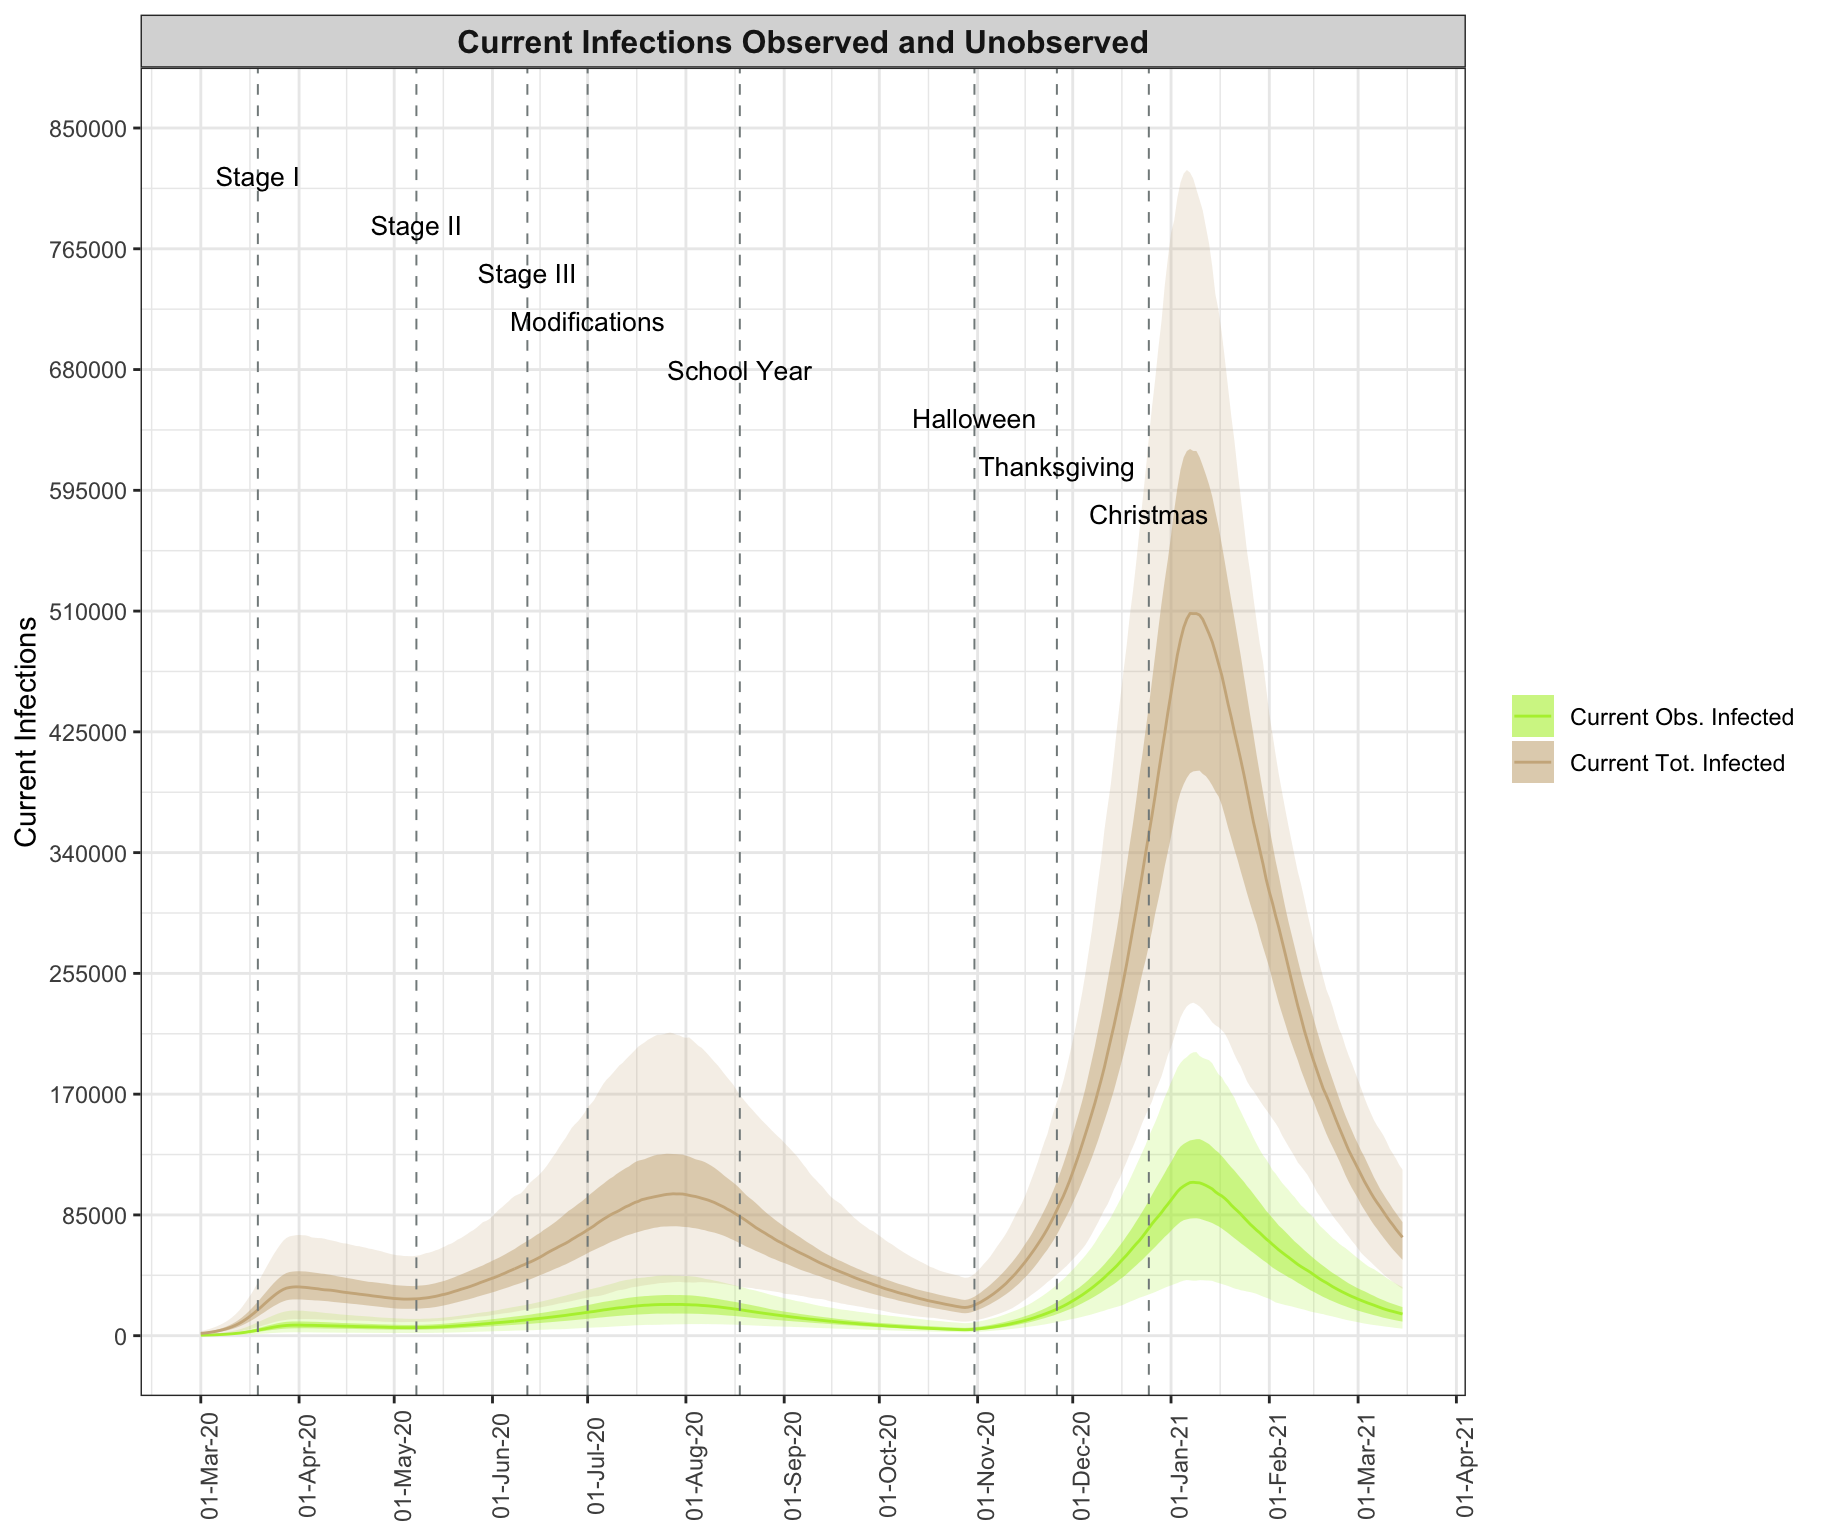 Current Infections Observed and Unobserved
Current Infections
850000
765000
680000
595000
510000
425000
340000
255000
170000
85000
0
Stage I
Stage II
Stage III
Modifications
School Year
Halloween
Thanksgiving
Christmas
Current Obs. Infected
Current Tot. Infected
01-Mar-20
01-Apr-20
01-May-20
01-Jun-20
01-Jul-20
01-Aug-20
01-Sep-20
01-Oct-20
01-Nov-20
01-Dec-20
01-Jan-21
01-Feb-21
01-Mar-21
01-Apr-21